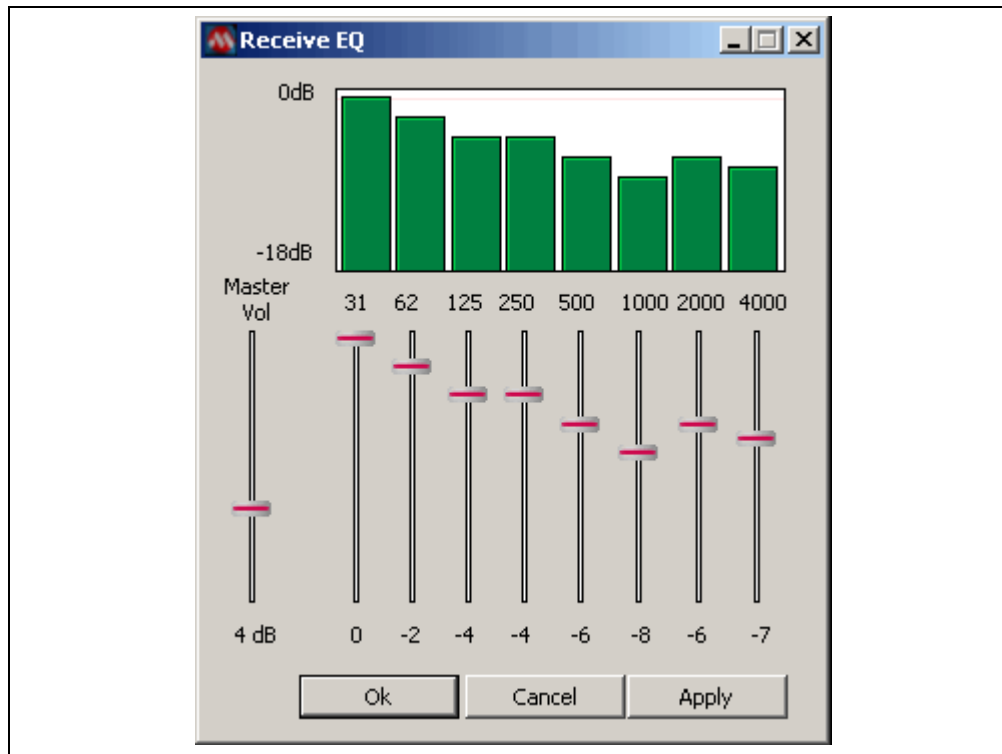 Receive EQ
0dB
-18dB
Master
Vol
31 62 125 250 500 1000 2000 4000
4 dB 0 -2 -4 -4 -6 -8 -6 -7
Ok Cancel Apply